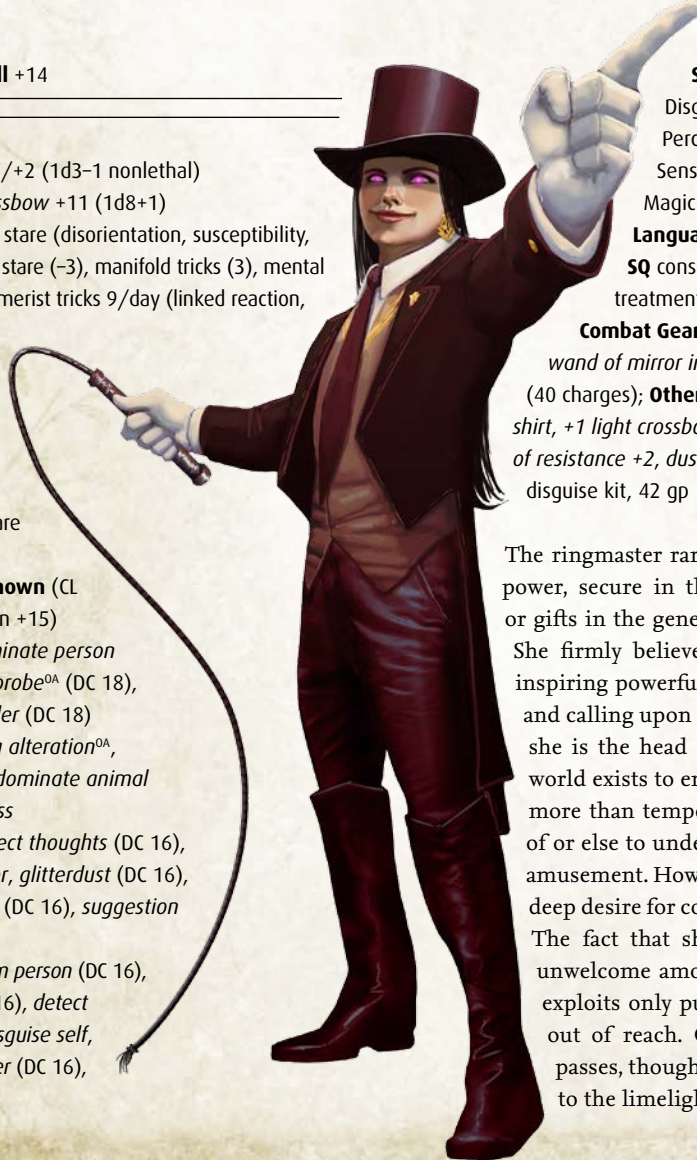 ll +14
/+2 (1d3–1 nonlethal)
ssbow +11 (1d8+1)
stare (disorientation, susceptibility,
stare (–3), manifold tricks (3), mental
merist tricks 9/day (linked reaction,
are
nown (CL
n +15)
minate person
probeᴼᴬ (DC 18),
der (DC 18)
alterationᴼᴬ,
dominate animal
ss
ect thoughts (DC 16),
or, glitterdust (DC 16),
(DC 16), suggestion
m person (DC 16),
16), detect
sguise self,
er (DC 16),
S
Disg
Perc
Sens
Magic
Langua
SQ cons
treatment
Combat Gear
wand of mirror i
(40 charges); Other
shirt, +1 light crossbo
of resistance +2, dus
disguise kit, 42 gp
The ringmaster rar
power, secure in th
or gifts in the gene
She firmly believe
inspiring powerfu
and calling upon
she is the head
world exists to en
more than tempo
of or else to unde
amusement. How
deep desire for co
The fact that sh
unwelcome amo
exploits only pu
out of reach.
passes, though
to the limeligh